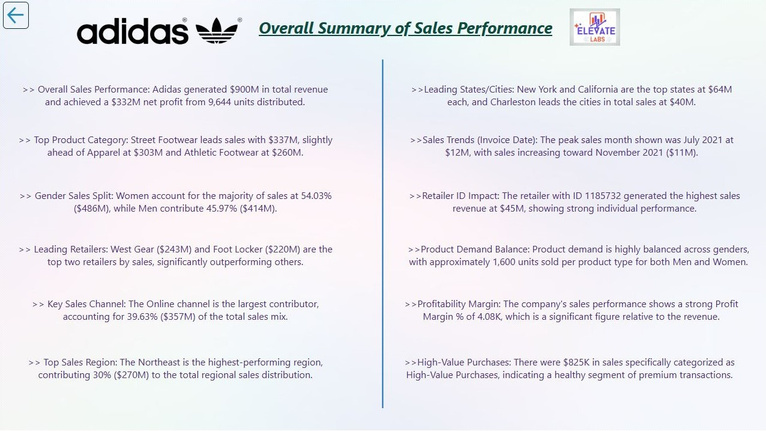 adidas
Overall Summary of Sales Performance
ELEVATE
LABS
>> Overall Sales Performance: Adidas generated $900M in total revenue
and achieved a $332M net profit from 9,644 units distributed.
>> Top Product Category: Street Footwear leads sales with $337M, slightly
ahead of Apparel at $303M and Athletic Footwear at $260M.
>> Gender Sales Split: Women account for the majority of sales at 54.03%
($486M), while Men contribute 45.97% ($414M).
>> Leading Retailers: West Gear ($243M) and Foot Locker ($220M) are the
top two retailers by sales, significantly outperforming others.
>> Key Sales Channel: The Online channel is the largest contributor,
accounting for 39.63% ($357M) of the total sales mix.
>> Top Sales Region: The Northeast is the highest-performing region,
contributing 30% ($270M) to the total regional sales distribution.
>>Leading States/Cities: New York and California are the top states at $64M
each, and Charleston leads the cities in total sales at $40M.
>>Sales Trends (Invoice Date): The peak sales month shown was July 2021 at
$12M, with sales increasing toward November 2021 ($11M).
>>Retailer ID Impact: The retailer with ID 1185732 generated the highest sales
revenue at $45M, showing strong individual performance.
>>Product Demand Balance: Product demand is highly balanced across genders,
with approximately 1,600 units sold per product type for both Men and Women.
>>Profitability Margin: The company's sales performance shows a strong Profit
Margin % of 4.08K, which is a significant figure relative to the revenue.
>>High-Value Purchases: There were $825K in sales specifically categorized as
High-Value Purchases, indicating a healthy segment of premium transactions.